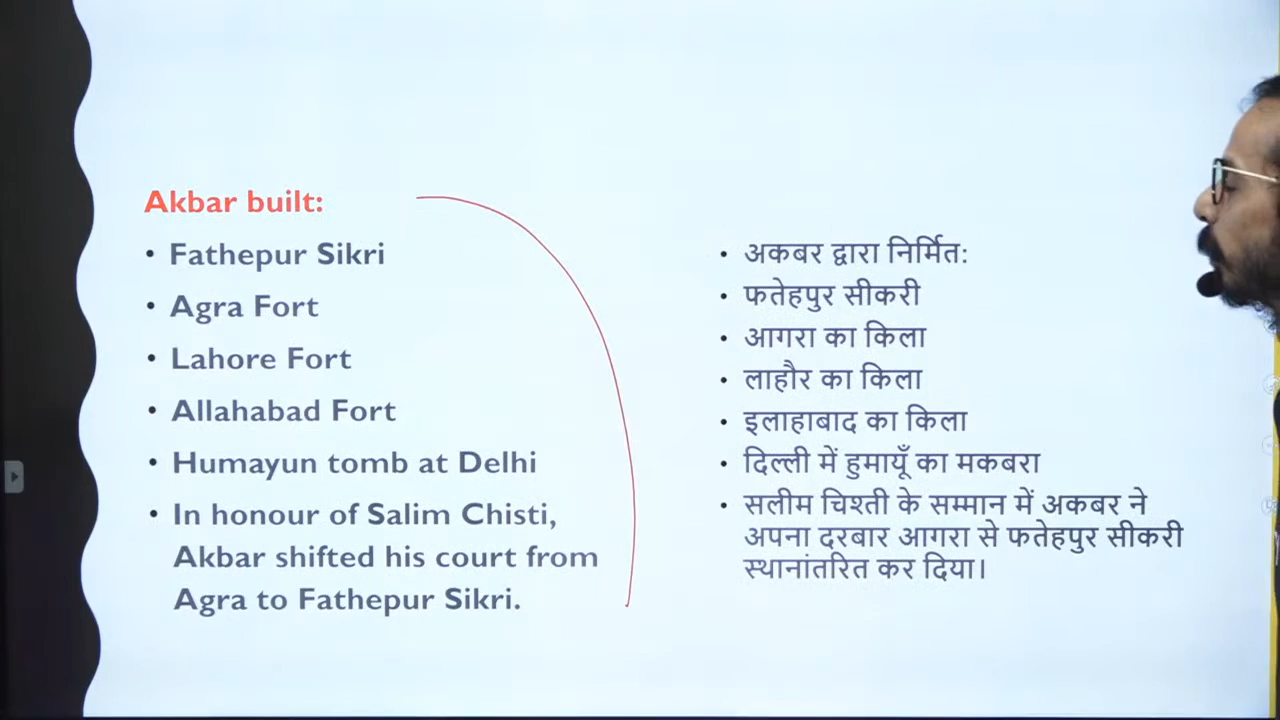 Akbar built:
• Fathepur Sikri
• Agra Fort
• Lahore Fort
• Allahabad Fort
• Humayun tomb at Delhi
• In honour of Salim Chisti,
Akbar shifted his court from
Agra to Fathepur Sikri.
• अकबर द्वारा निर्मित:
• फतेहपुर सीकरी
• आगरा का किला
• लाहौर का किला
• इलाहाबाद का किला
• दिल्ली में हुमायूँ का मकबरा
• सलीम चिश्ती के सम्मान में अकबर ने
अपना दरबार आगरा से फतेहपुर सीकरी
स्थानांतरित कर दिया।